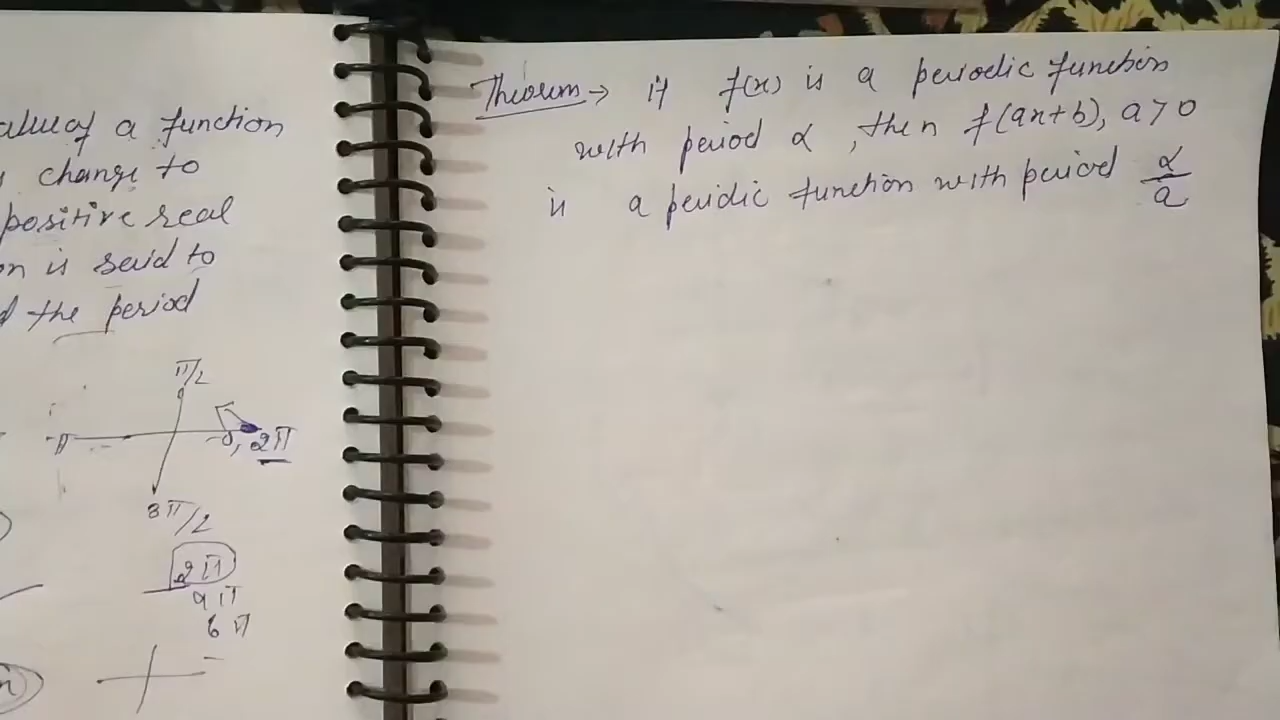 alue of a function
change to
positive real
on is said to
the period
π/2
π
0, 2π
3π/2
2π
4π
6π
Theorem → if f(x) is a periodic function
with period α, then f(ax+b), a>0
is a peridic function with period α/a